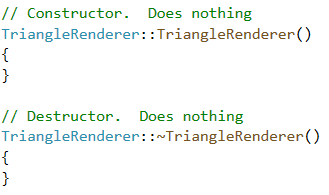 // Constructor.  Does nothing
TriangleRenderer::TriangleRenderer()
{
}
// Destructor.  Does nothing
TriangleRenderer::~TriangleRenderer()
{
}